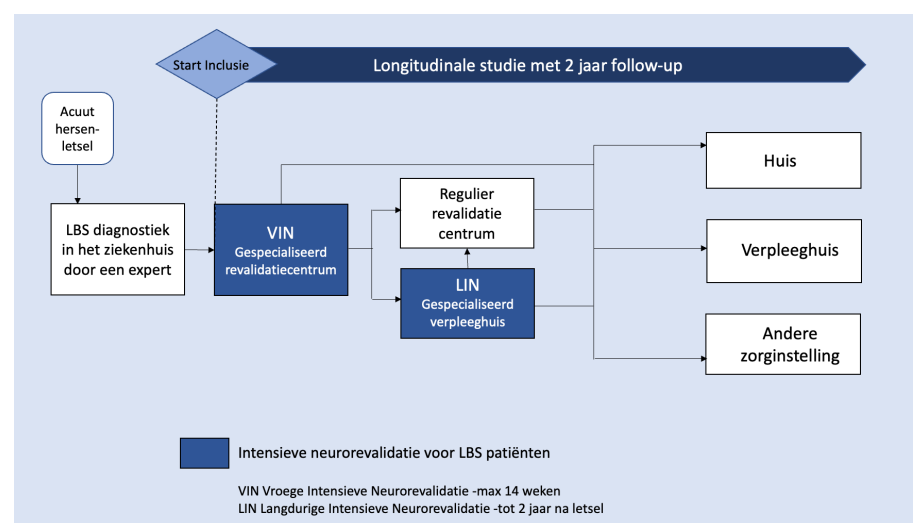 Start Inclusie
Longitudinale studie met 2 jaar follow-up
Acuut
hersen-
letsel
LBS diagnostiek
in het ziekenhuis
door een expert
VIN
Gespecialiseerd
revalidatiecentrum
Regulier
revalidatie
centrum
LIN
Gespecialiseerd
verpleeghuis
Huis
Verpleeghuis
Andere
zorginstelling
Intensieve neurorevalidatie voor LBS patiënten
VIN Vroege Intensieve Neurorevalidatie -max 14 weken
LIN Langdurige Intensieve Neurorevalidatie -tot 2 jaar na letsel